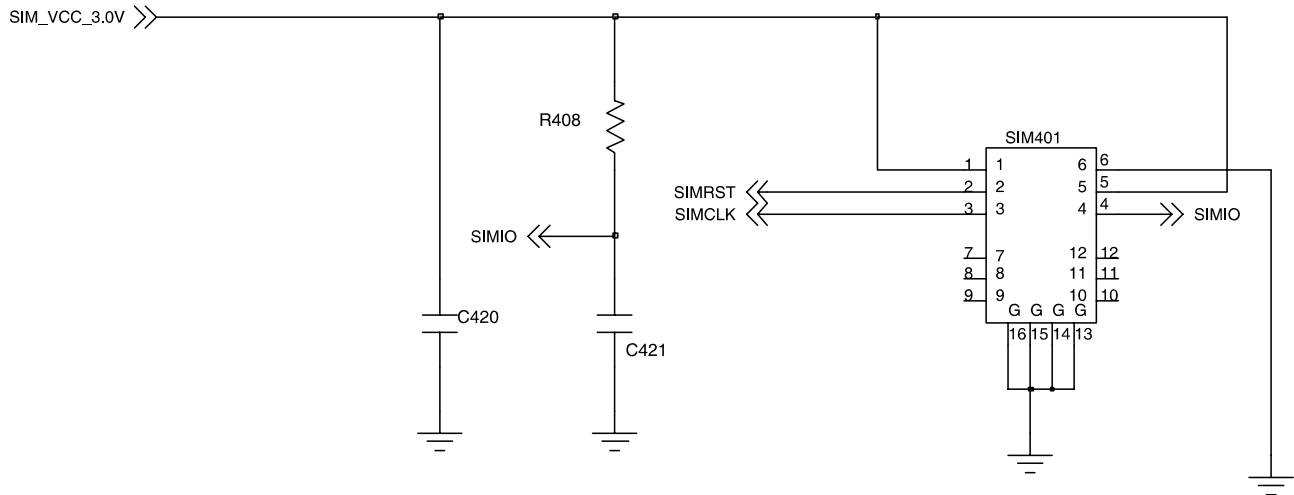 SIM_VCC_3.0V
R408
SIM401
1 1 6 6
SIMRST 2 2 5 5
SIMCLK 3 3 4 4 SIMIO
SIMIO
7 7 12 12
8 8 11 11
9 9 10 10
G G G G
C420
16 15 14 13
C421